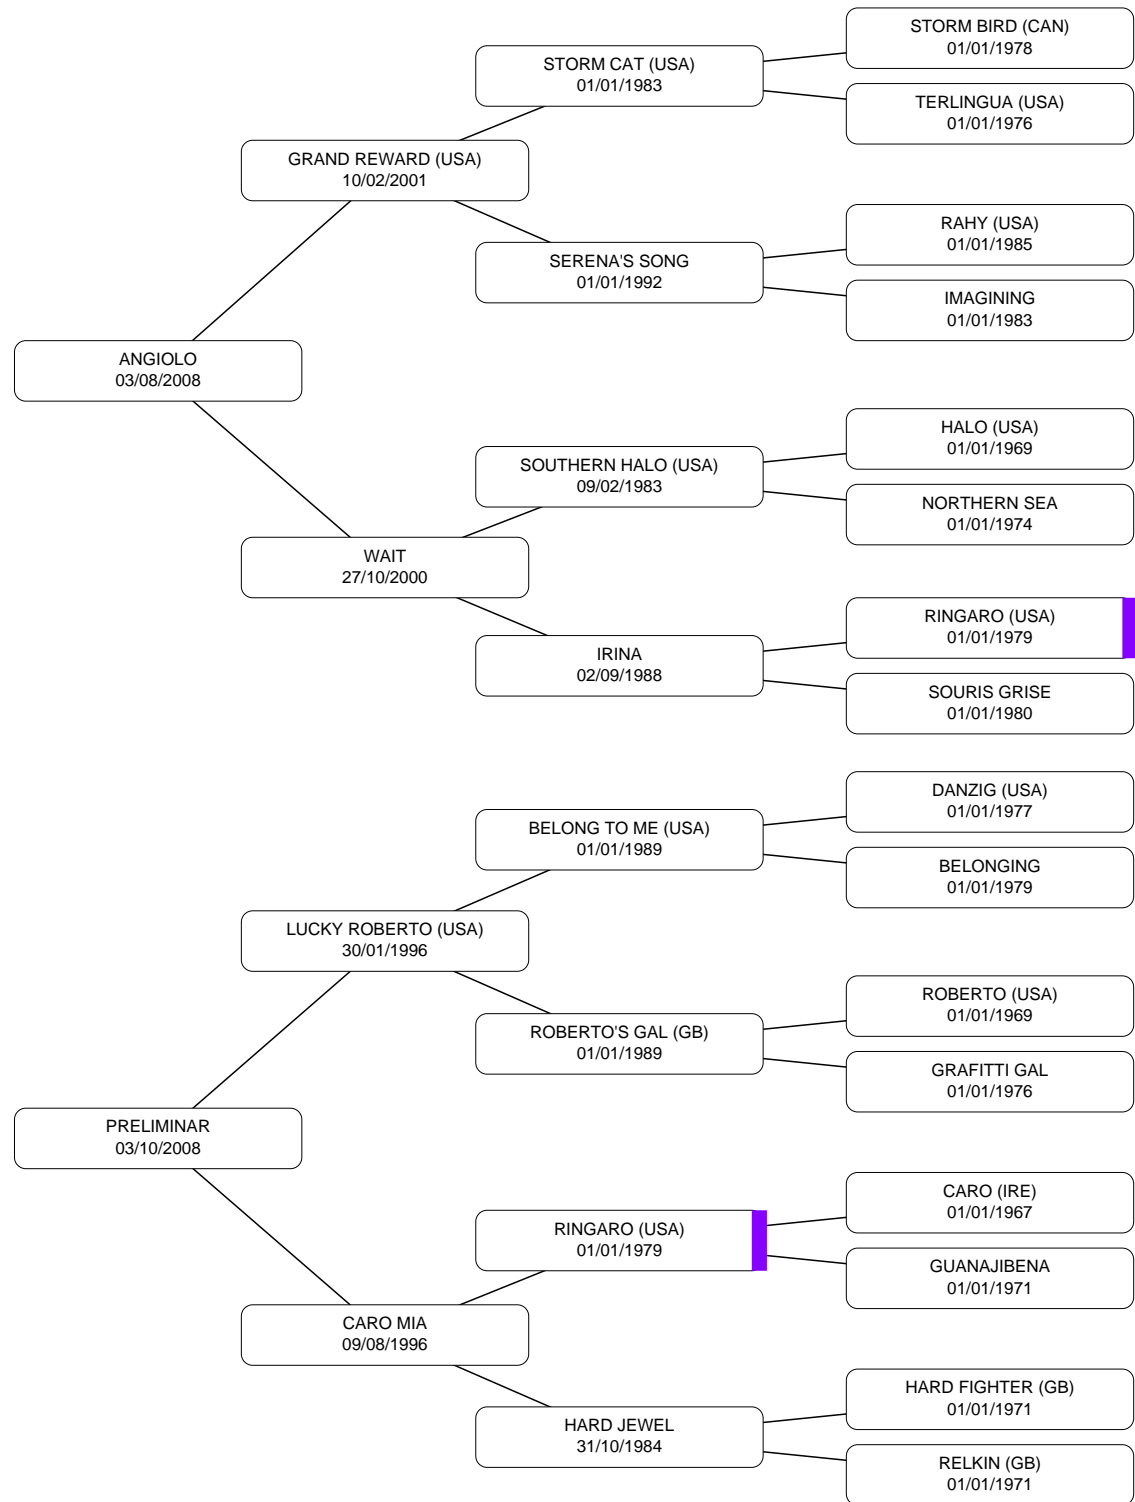 STORM BIRD (CAN)
01/01/1978
STORM CAT (USA)
01/01/1983
TERLINGUA (USA)
01/01/1976
GRAND REWARD (USA)
10/02/2001
RAHY (USA)
01/01/1985
SERENA'S SONG
01/01/1992
IMAGINING
01/01/1983
ANGIOLO
03/08/2008
HALO (USA)
01/01/1969
SOUTHERN HALO (USA)
09/02/1983
NORTHERN SEA
01/01/1974
WAIT
27/10/2000
RINGARO (USA)
01/01/1979
IRINA
02/09/1988
SOURIS GRISE
01/01/1980
DANZIG (USA)
01/01/1977
BELONG TO ME (USA)
01/01/1989
BELONGING
01/01/1979
LUCKY ROBERTO (USA)
30/01/1996
ROBERTO (USA)
01/01/1969
ROBERTO'S GAL (GB)
01/01/1989
GRAFITTI GAL
01/01/1976
PRELIMINAR
03/10/2008
CARO (IRE)
01/01/1967
RINGARO (USA)
01/01/1979
GUANAJIBENA
01/01/1971
CARO MIA
09/08/1996
HARD FIGHTER (GB)
01/01/1971
HARD JEWEL
31/10/1984
RELKIN (GB)
01/01/1971